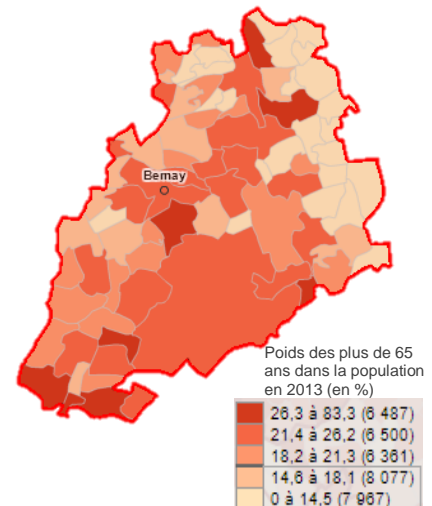 Bernay
Poids des plus de 65
ans dans la population
en 2013 (en %)
26,3 à 83,3 (6 487)
21,4 à 26,2 (6 500)
18,2 à 21,3 (6 361)
14,6 à 18,1 (8 077)
0 à 14,5 (7 967)